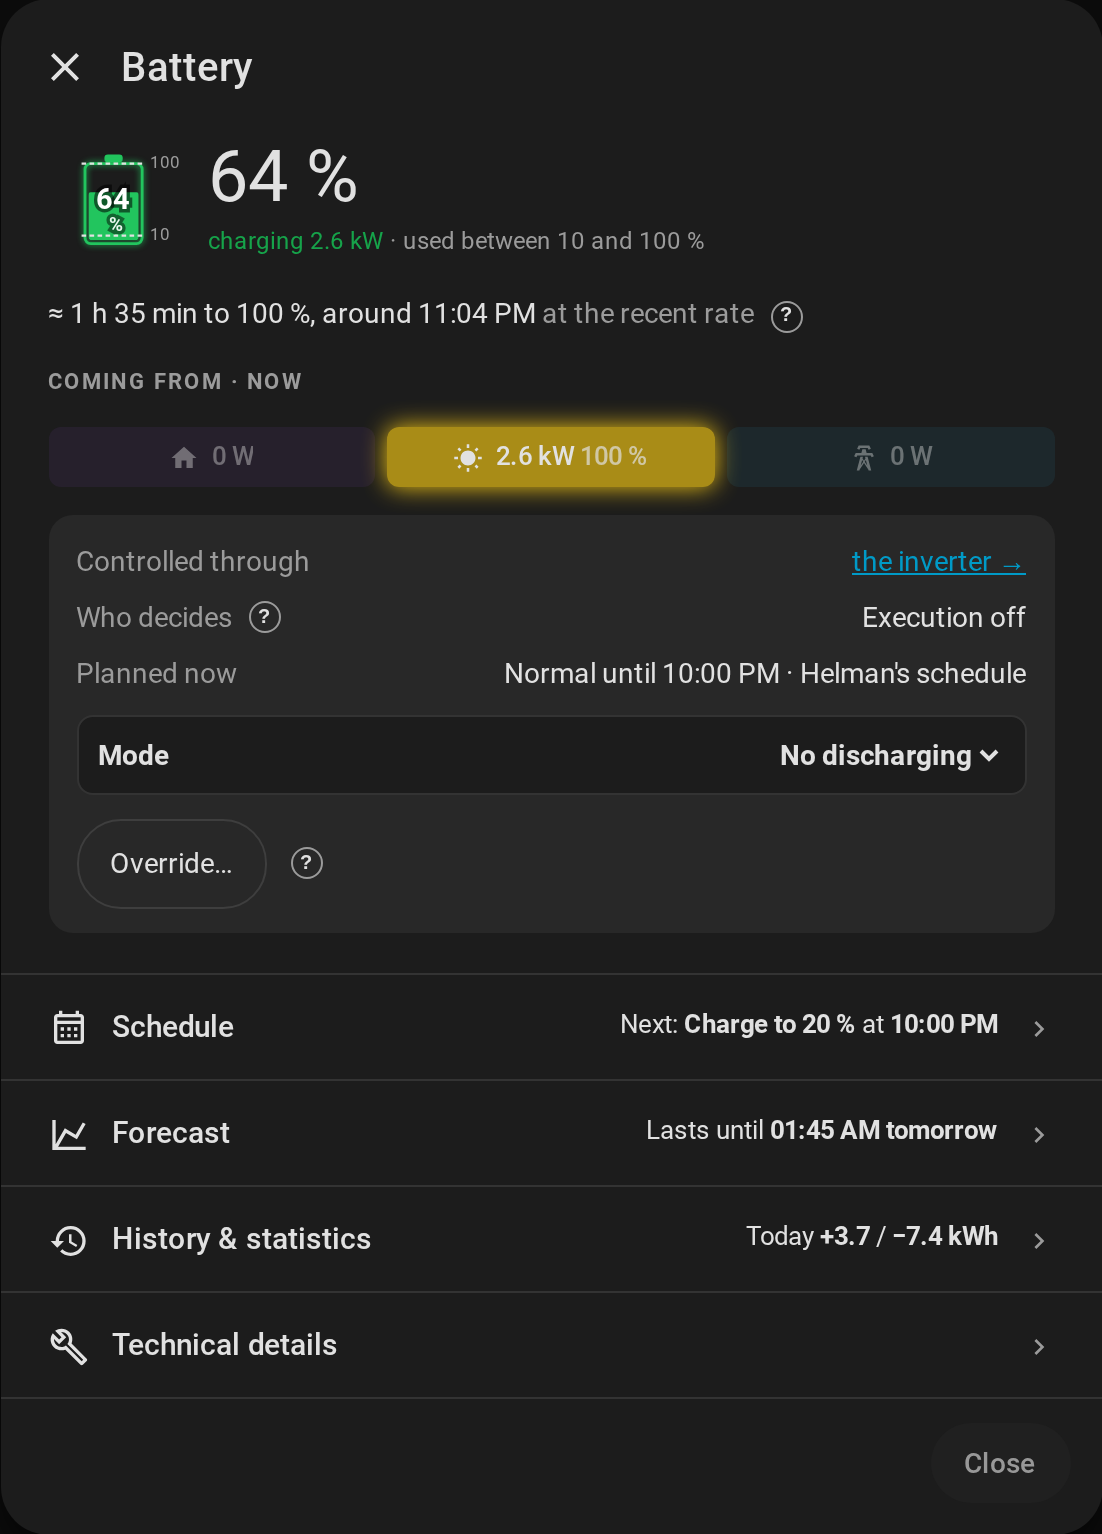 Battery
100
64
%
10
64 %
charging 2.6 kW · used between 10 and 100 %
≈ 1 h 35 min to 100 %, around 11:04 PM at the recent rate ?
COMING FROM · NOW
0 W
2.6 kW 100 %
0 W
Controlled through the inverter →
Who decides ? Execution off
Planned now Normal until 10:00 PM · Helman's schedule
Mode No discharging
Override… ?
Schedule Next: Charge to 20 % at 10:00 PM
Forecast Lasts until 01:45 AM tomorrow
History & statistics Today +3.7 / −7.4 kWh
Technical details
Close